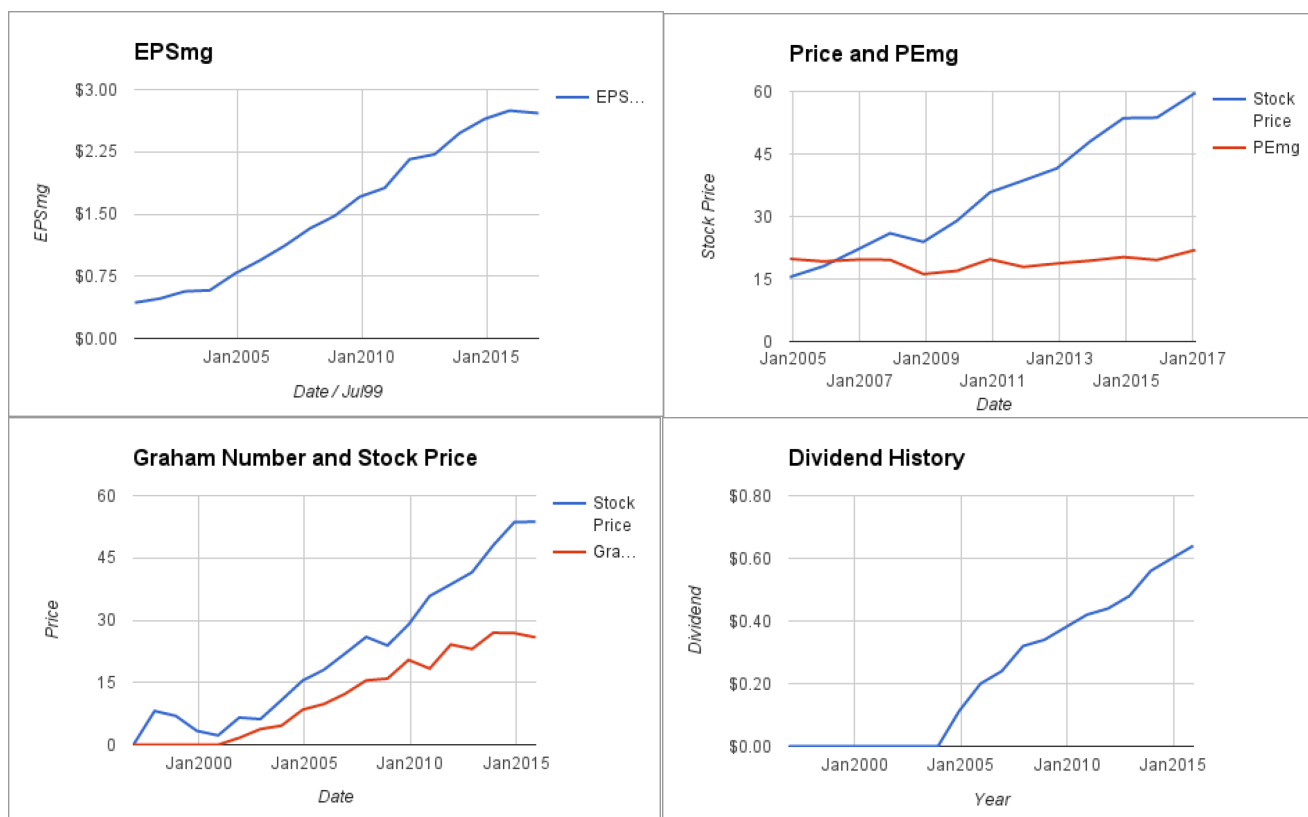 EPSmg
$3.00
$2.25
$1.50
$0.75
$0.00
EPSmg
Jan2005 Jan2010 Jan2015
Date / Jul99
EPS…
Price and PEmg
60
45
30
15
0
Stock Price
Jan2005 Jan2009 Jan2013 Jan2017
Jan2007 Jan2011 Jan2015
Date
Stock
Price
PEmg
Graham Number and Stock Price
60
45
30
15
0
Price
Jan2000 Jan2005 Jan2010 Jan2015
Date
Stock
Price
Gra…
Dividend History
$0.80
$0.60
$0.40
$0.20
$0.00
Dividend
Jan2000 Jan2005 Jan2010 Jan2015
Year